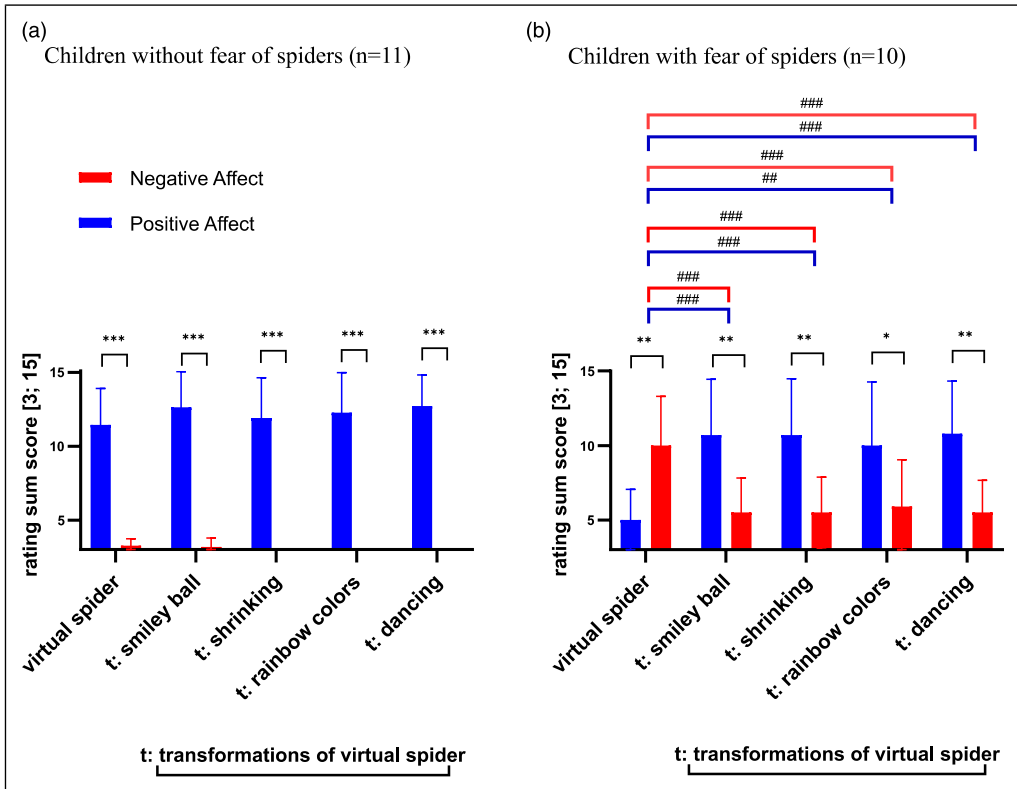 (a)
Children without fear of spiders (n=11)
Negative Affect
Positive Affect
***
***
***
***
***
rating sum score [3; 15]
15
10
5
virtual spider
t: smiley ball
t: shrinking
t: rainbow colors
t: dancing
t: transformations of virtual spider
(b)
Children with fear of spiders (n=10)
###
###
###
##
###
###
###
###
**
**
**
*
**
rating sum score [3; 15]
15
10
5
virtual spider
t: smiley ball
t: shrinking
t: rainbow colors
t: dancing
t: transformations of virtual spider